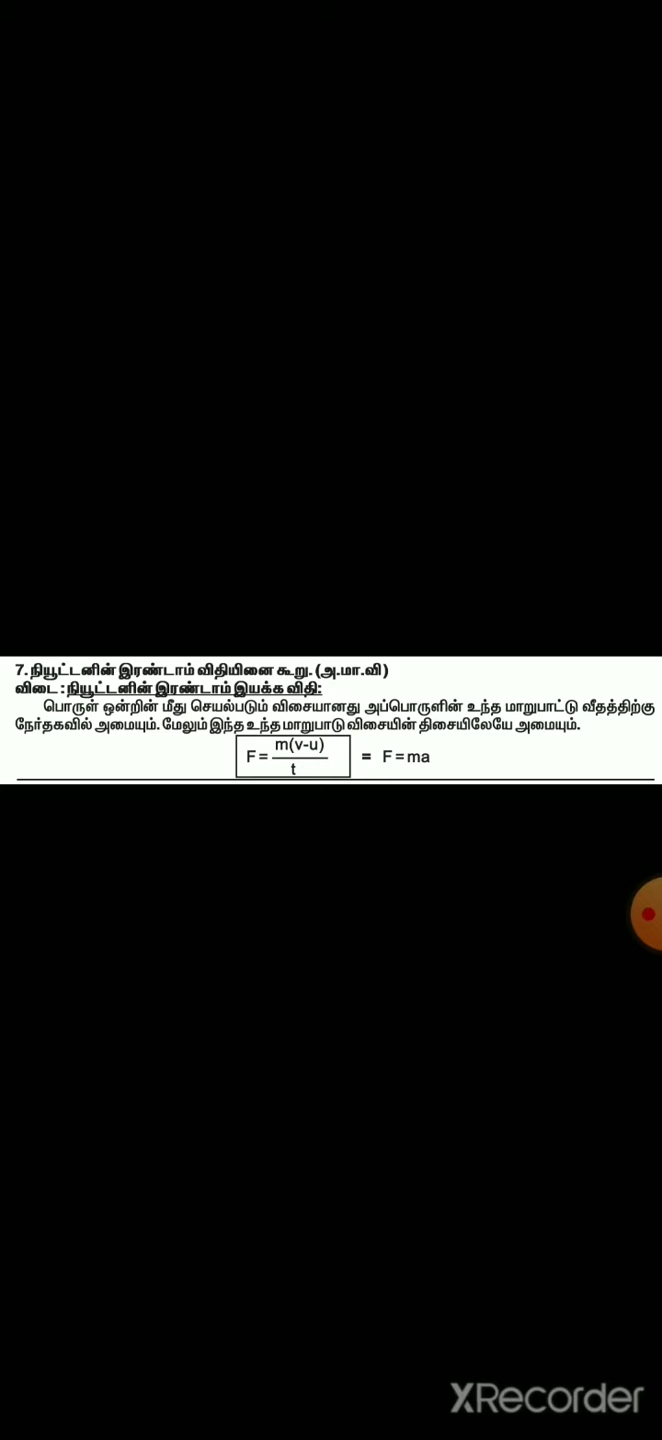 7. நியூட்டனின் இரண்டாம் விதியினை கூறு. (அ.மா.வி)
விடை : நியூட்டனின் இரண்டாம் இயக்க விதி:
பொருள் ஒன்றின் மீது செயல்படும் விசையானது அப்பொருளின் உந்த மாறுபாட்டு வீதத்திற்கு
நேர்தகவில் அமையும். மேலும் இந்த உந்த மாறுபாடு விசையின் திசையிலேயே அமையும்.
F = m(v-u) / t = F = ma
XRecorder